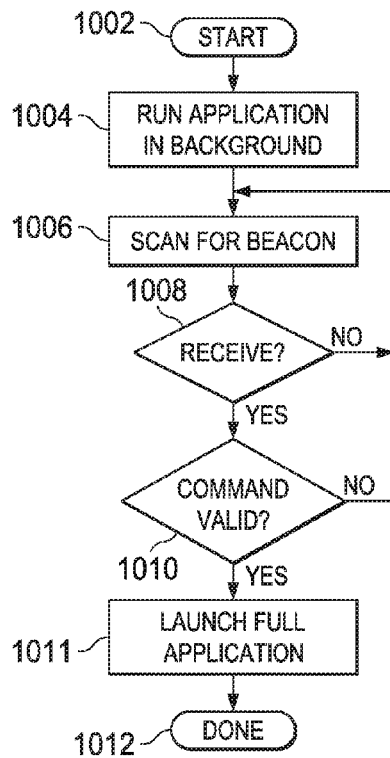 1002
START
1004
RUN APPLICATION
IN BACKGROUND
1006
SCAN FOR BEACON
1008
RECEIVE?
NO
YES
COMMAND
VALID?
NO
1010
YES
1011
LAUNCH FULL
APPLICATION
1012
DONE